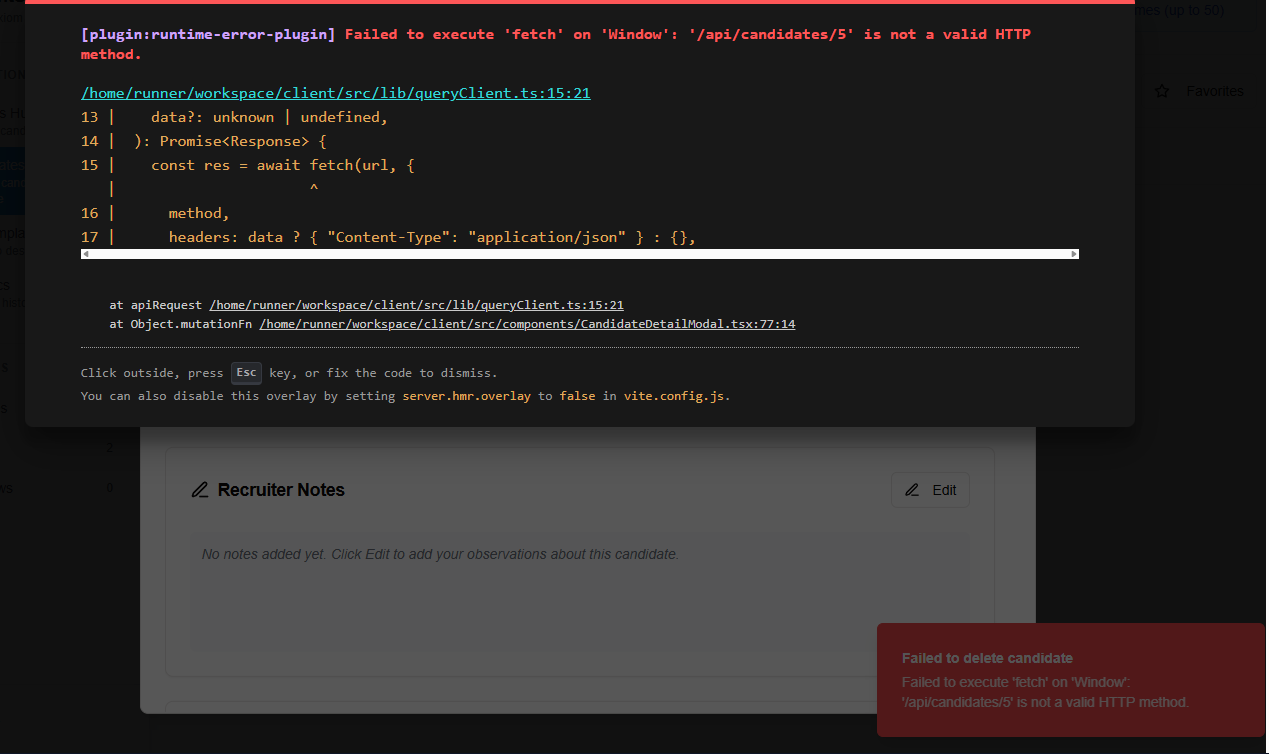 [plugin:runtime-error-plugin] Failed to execute 'fetch' on 'Window': '/api/candidates/5' is not a valid HTTP
method.
/home/runner/workspace/client/src/lib/queryClient.ts:15:21
13 |    data?: unknown | undefined,
14 |  ): Promise<Response> {
15 |    const res = await fetch(url, {
   |                      ^
16 |      method,
17 |      headers: data ? { "Content-Type": "application/json" } : {},
at apiRequest /home/runner/workspace/client/src/lib/queryClient.ts:15:21
at Object.mutationFn /home/runner/workspace/client/src/components/CandidateDetailModal.tsx:77:14
Click outside, press Esc key, or fix the code to dismiss.
You can also disable this overlay by setting server.hmr.overlay to false in vite.config.js.
(up to 50)
Favorites
2
0
Recruiter Notes
Edit
No notes added yet. Click Edit to add your observations about this candidate.
Failed to delete candidate
Failed to execute 'fetch' on 'Window':
'/api/candidates/5' is not a valid HTTP method.